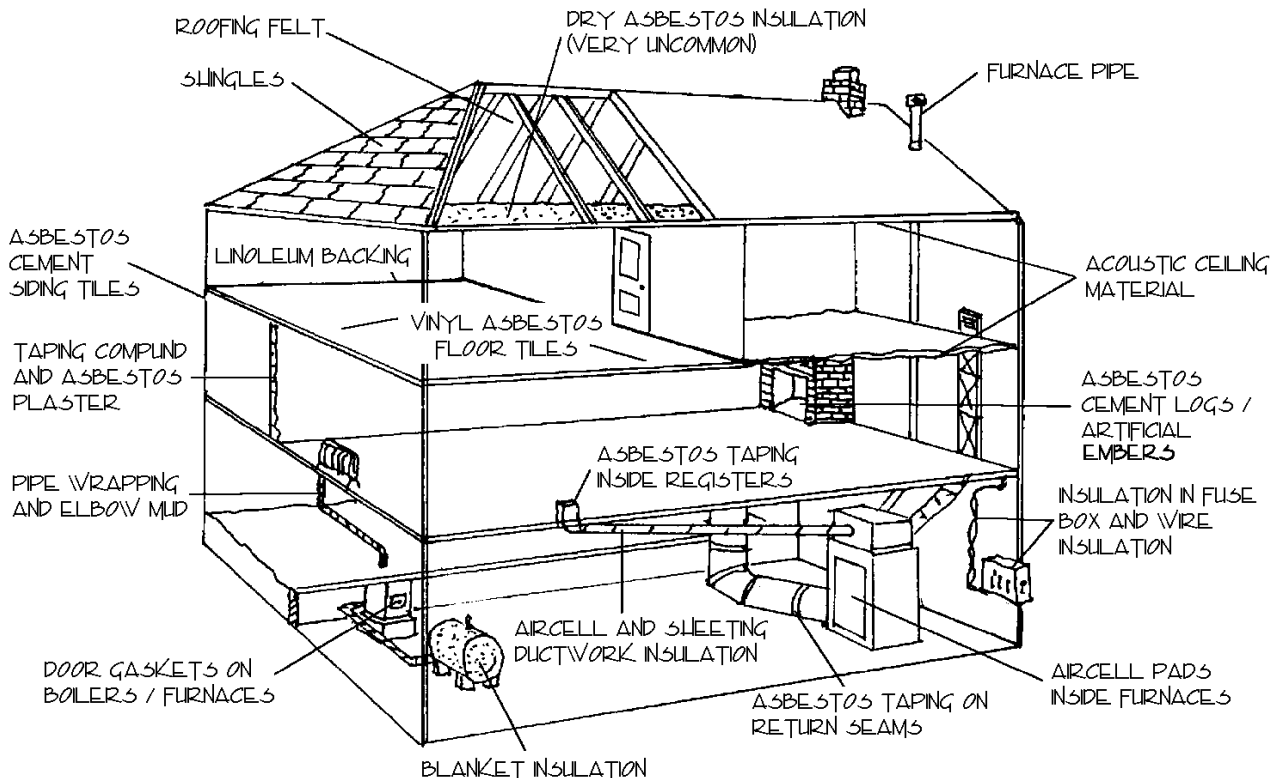 ROOFING FELT
DRY ASBESTOS INSULATION
(VERY UNCOMMON)
SHINGLES
FURNACE PIPE
ASBESTOS
CEMENT
SIDING TILES
LINOLEUM BACKING
ACOUSTIC CEILING
MATERIAL
VINYL ASBESTOS
FLOOR TILES
TAPING COMPUND
AND ASBESTOS
PLASTER
ASBESTOS
CEMENT LOGS /
ARTIFICIAL
EMBERS
PIPE WRAPPING
AND ELBOW MUD
ASBESTOS TAPING
INSIDE REGISTERS
INSULATION IN FUSE
BOX AND WIRE
INSULATION
DOOR GASKETS ON
BOILERS / FURNACES
AIRCELL AND SHEETING
DUCTWORK INSULATION
ASBESTOS TAPING ON
RETURN SEAMS
AIRCELL PADS
INSIDE FURNACES
BLANKET INSULATION